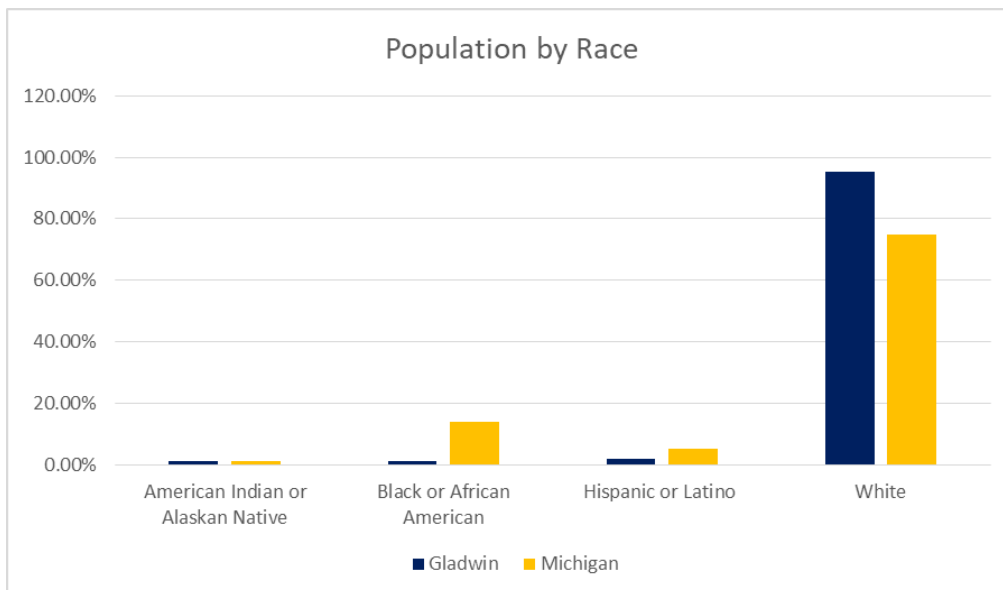 Population by Race
120.00%
100.00%
80.00%
60.00%
40.00%
20.00%
0.00%
American Indian or
Alaskan Native
Black or African
American
Hispanic or Latino
White
Gladwin
Michigan